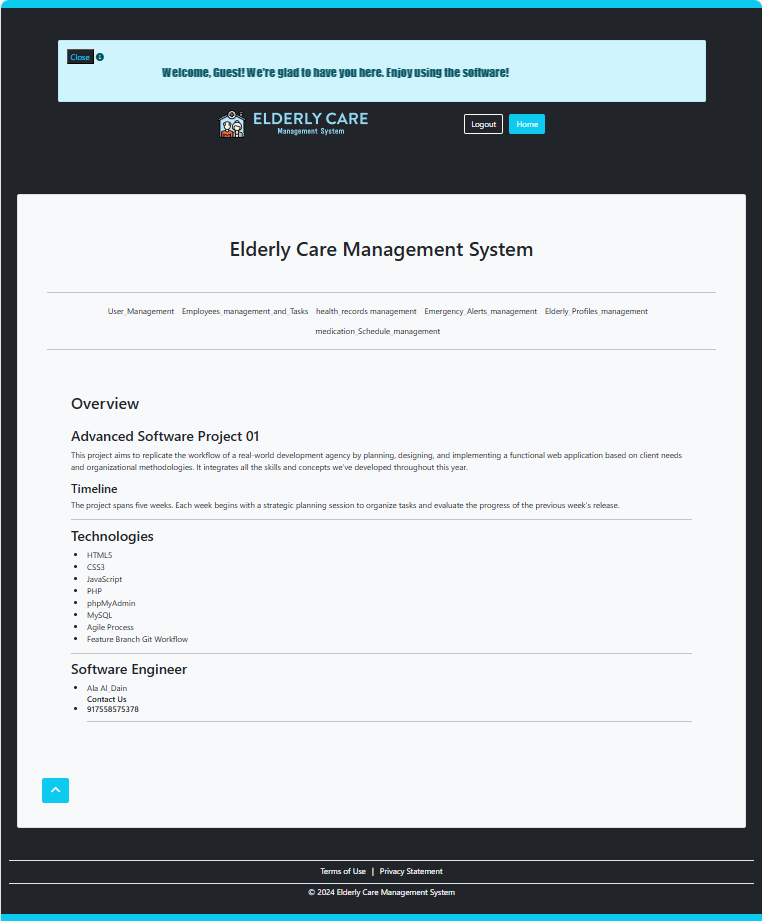 Close
Welcome, Guest! We're glad to have you here. Enjoy using the software!
ELDERLY CARE
Management System
Logout
Home
Elderly Care Management System
User_Management Employees_management_and_Tasks health_records management Emergency_Alerts_management Elderly_Profiles_management
medication_Schedule_management
Overview
Advanced Software Project 01
This project aims to replicate the workflow of a real-world development agency by planning, designing, and implementing a functional web application based on client needs
and organizational methodologies. It integrates all the skills and concepts we've developed throughout this year.
Timeline
The project spans five weeks. Each week begins with a strategic planning session to organize tasks and evaluate the progress of the previous week's release.
Technologies
HTML5
CSS3
JavaScript
PHP
phpMyAdmin
MySQL
Agile Process
Feature Branch Git Workflow
Software Engineer
Ala Al_Dain
Contact Us
917558575378
Terms of Use | Privacy Statement
© 2024 Elderly Care Management System